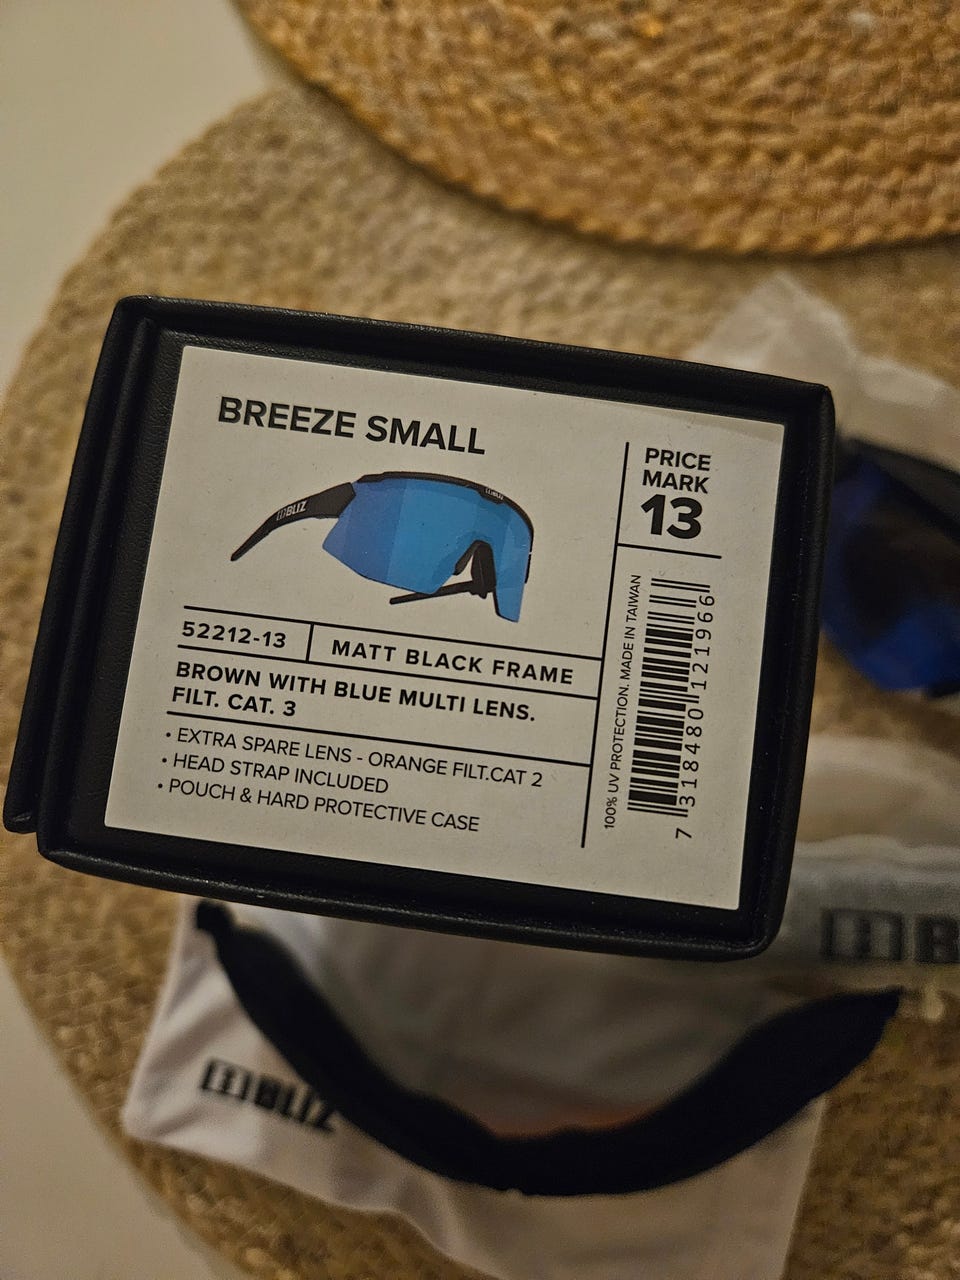 BREEZE SMALL
BLIZ
BLIZ
52212-13
MATT BLACK FRAME
BROWN WITH BLUE MULTI LENS.
FILT. CAT. 3
• EXTRA SPARE LENS - ORANGE FILT.CAT 2
• HEAD STRAP INCLUDED
• POUCH & HARD PROTECTIVE CASE
PRICE
MARK
13
100% UV PROTECTION. MADE IN TAIWAN
7 318480 121966
B
BLIZ